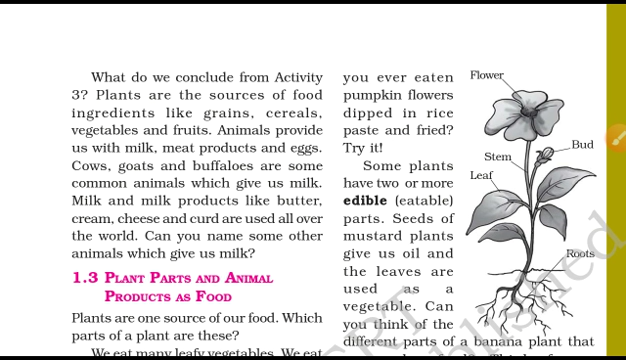 What do we conclude from Activity
3? Plants are the sources of food
ingredients like grains, cereals,
vegetables and fruits. Animals provide
us with milk, meat products and eggs.
Cows, goats and buffaloes are some
common animals which give us milk.
Milk and milk products like butter,
cream, cheese and curd are used all over
the world. Can you name some other
animals which give us milk?
1.3 PLANT PARTS AND ANIMAL
PRODUCTS AS FOOD
Plants are one source of our food. Which
parts of a plant are these?
We eat many leafy vegetables. We eat
you ever eaten
pumpkin flowers
dipped in rice
paste and fried?
Try it!
Some plants
have two or more
edible (eatable)
parts. Seeds of
mustard plants
give us oil and
the leaves are
used as a
vegetable. Can
you think of the
different parts of a banana plant that
Flower
Bud
Stem
Leaf
Roots